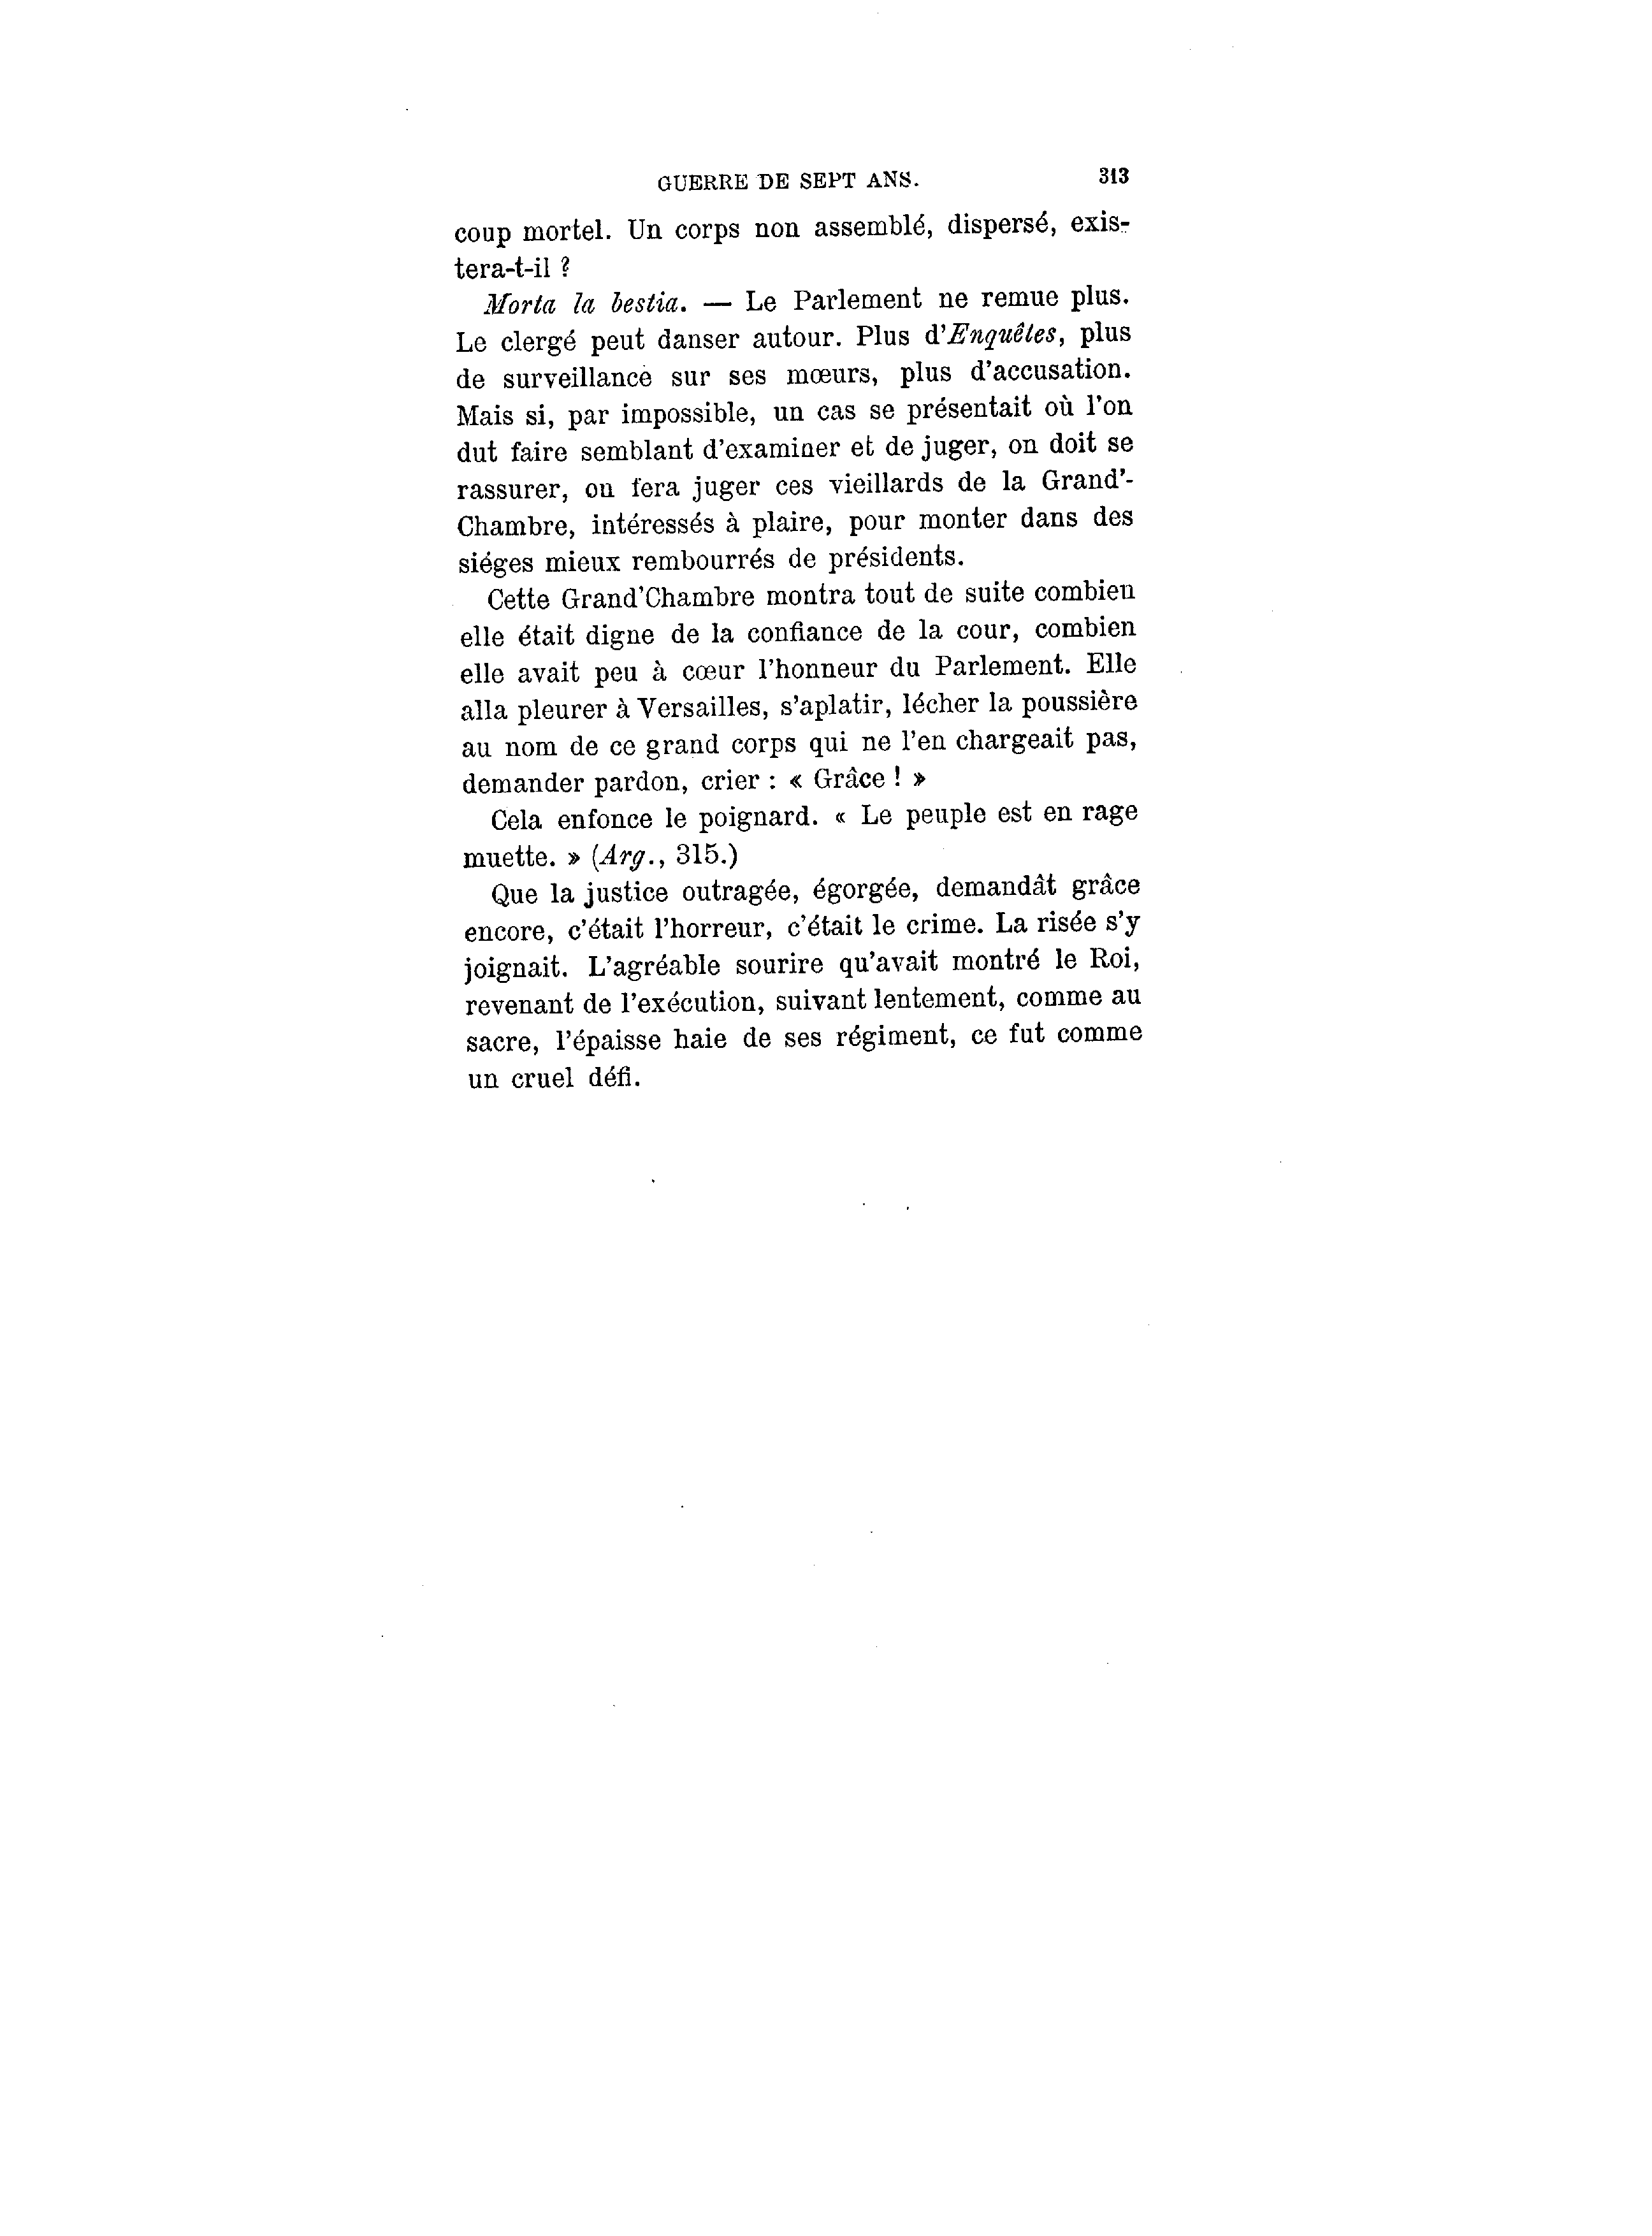 GUERRE DE SEPT ANS. 313
coup mortel. Un corps non assemblé, dispersé, exis-
tera-t-il ?
Morta la bestia. — Le Parlement ne remue plus.
Le clergé peut danser autour. Plus d'Enquêtes, plus
de surveillance sur ses mœurs, plus d'accusation.
Mais si, par impossible, un cas se présentait où l'on
dut faire semblant d'examiner et de juger, on doit se
rassurer, on fera juger ces vieillards de la Grand'-
Chambre, intéressés à plaire, pour monter dans des
siéges mieux rembourrés de présidents.
Cette Grand'Chambre montra tout de suite combien
elle était digne de la confiance de la cour, combien
elle avait peu à cœur l'honneur du Parlement. Elle
alla pleurer à Versailles, s'aplatir, lécher la poussière
au nom de ce grand corps qui ne l'en chargeait pas,
demander pardon, crier : « Grâce ! »
Cela enfonce le poignard. « Le peuple est en rage
muette. » (Arg., 315.)
Que la justice outragée, égorgée, demandât grâce
encore, c'était l'horreur, c'était le crime. La risée s'y
joignait. L'agréable sourire qu'avait montré le Roi,
revenant de l'exécution, suivant lentement, comme au
sacre, l'épaisse haie de ses régiment, ce fut comme
un cruel défi.